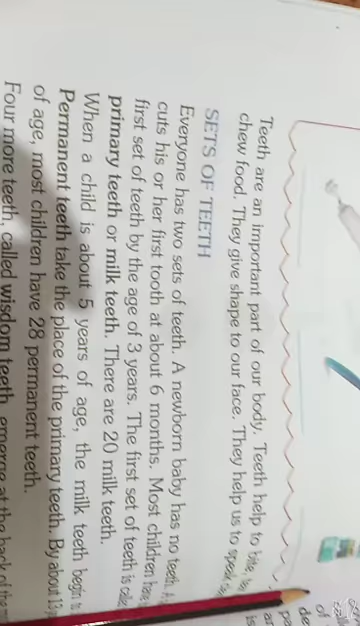 Teeth are an important part of our body. Teeth help to bite,
chew food. They give shape to our face. They help us to speak
SETS OF TEETH
Everyone has two sets of teeth. A newborn baby has no teeth. A
cuts his or her first tooth at about 6 months. Most children have
first set of teeth by the age of 3 years. The first set of teeth is
primary teeth or milk teeth. There are 20 milk teeth.
When a child is about 5 years of age, the milk teeth begin to
Permanent teeth take the place of the primary teeth. By about 13
of age, most children have 28 permanent teeth.
Four more teeth, called wisdom teeth, emerge at the back of the